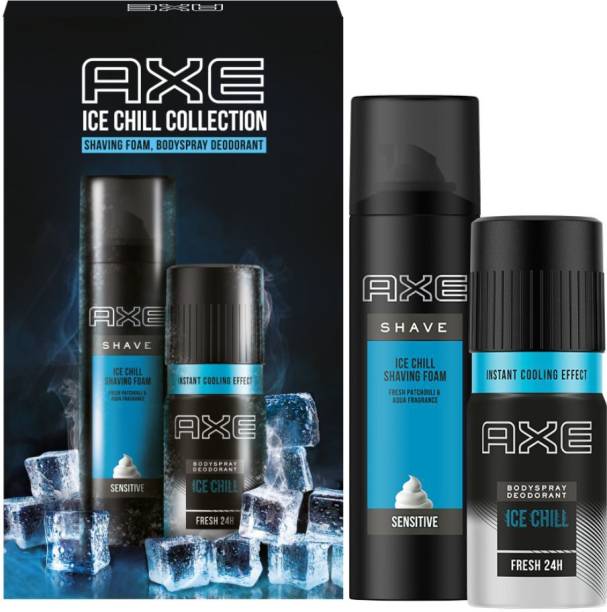 AXE
AXE
ICE CHILL COLLECTION
SHAVING FOAM, BODYSPRAY DEODORANT
AXE
SHAVE
ICE CHILL
SHAVING FOAM
FRESH PATCHOULI &
AQUA FRAGRANCE
SENSITIVE
INSTANT COOLING EFFECT
AXE
BODYSPRAY
DEODORANT
ICE CHILL
FRESH 24H
AXE
SHAVE
ICE CHILL
SHAVING FOAM
FRESH PATCHOULI &
AQUA FRAGRANCE
SENSITIVE
INSTANT COOLING EFFECT
AXE
BODYSPRAY
DEODORANT
ICE CHILL
FRESH 24H